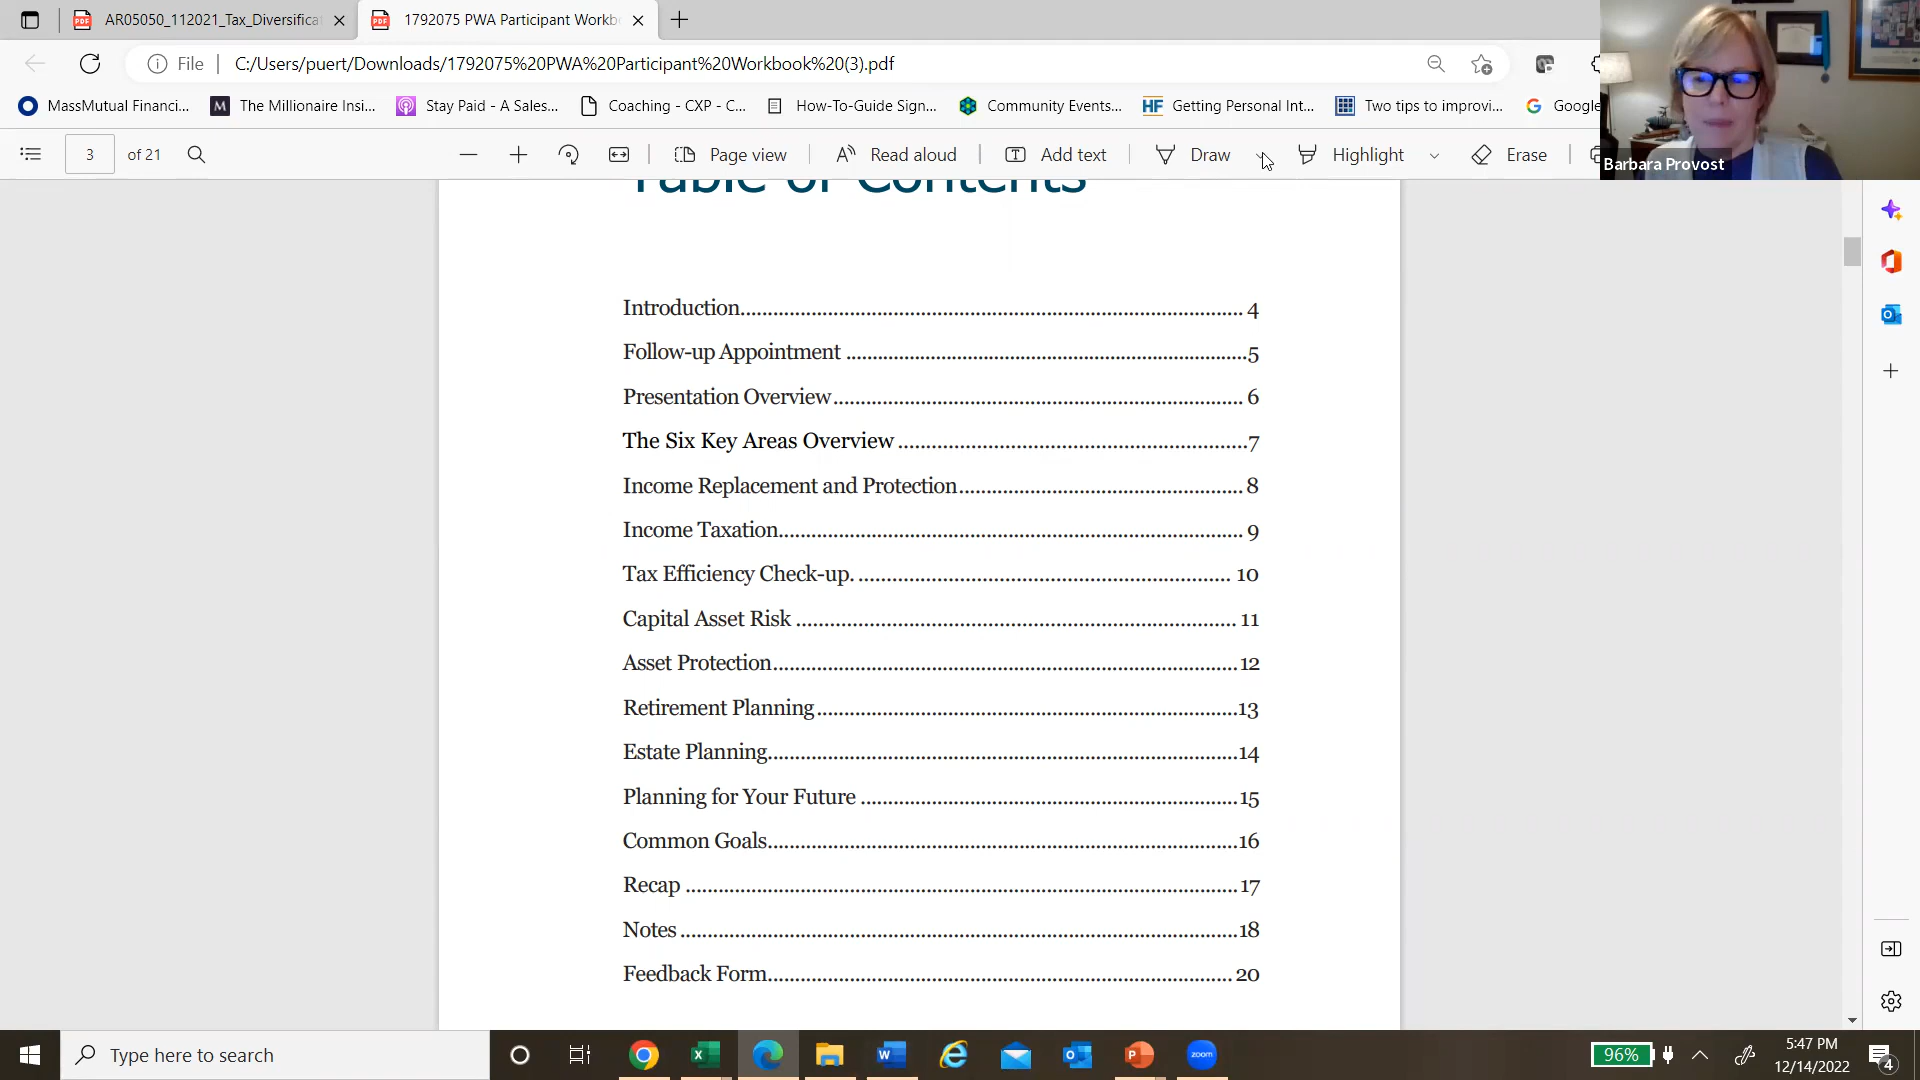 AR05050_112021_Tax_Diversifica
1792075 PWA Participant Workb
File
C:/Users/puert/Downloads/1792075%20PWA%20Participant%20Workbook%20(3).pdf
MassMutual Financi...
The Millionaire Insi...
Stay Paid - A Sales...
Coaching - CXP - C...
How-To-Guide Sign...
Community Events...
HF Getting Personal Int...
Two tips to improvi...
Google
3 of 21
Page view
Read aloud
Add text
Draw
Highlight
Erase
Barbara Provost
Table of Contents
Introduction 4
Follow-up Appointment 5
Presentation Overview 6
The Six Key Areas Overview 7
Income Replacement and Protection 8
Income Taxation 9
Tax Efficiency Check-up. 10
Capital Asset Risk 11
Asset Protection 12
Retirement Planning 13
Estate Planning 14
Planning for Your Future 15
Common Goals 16
Recap 17
Notes 18
Feedback Form 20
Type here to search
zoom
96%
5:47 PM
12/14/2022
4